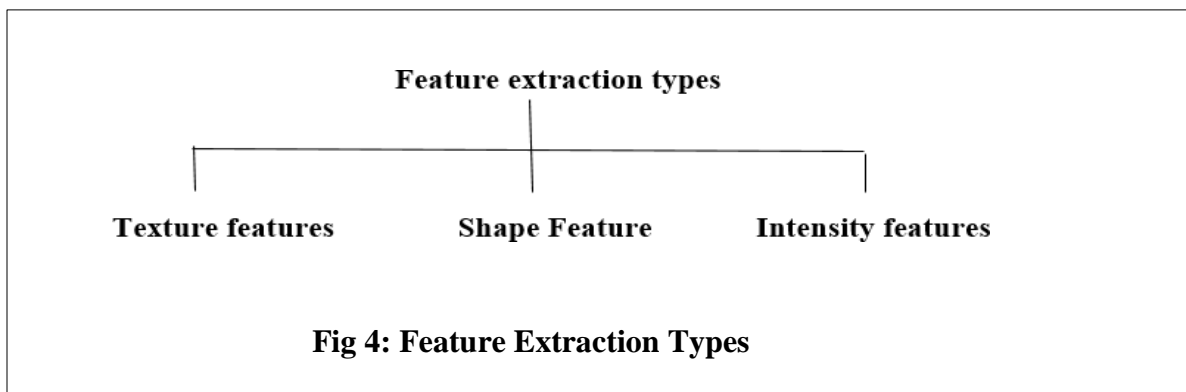 Feature extraction types
Texture features
Shape Feature
Intensity features
Fig 4: Feature Extraction Types